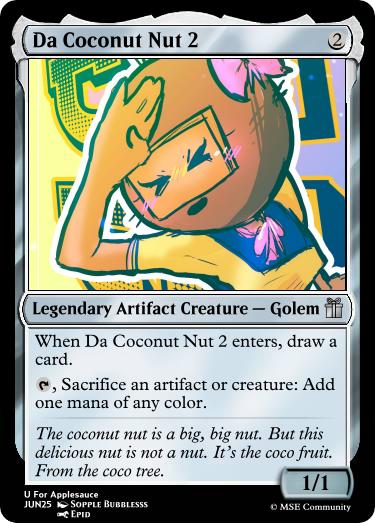 Da Coconut Nut 2 2
Legendary Artifact Creature — Golem
When Da Coconut Nut 2 enters, draw a
card.
, Sacrifice an artifact or creature: Add
one mana of any color.
The coconut nut is a big, big nut. But this
delicious nut is not a nut. It's the coco fruit.
From the coco tree.
1/1
U For Applesauce
JUN25 Sopple Bubblesss
Epid
© MSE Community